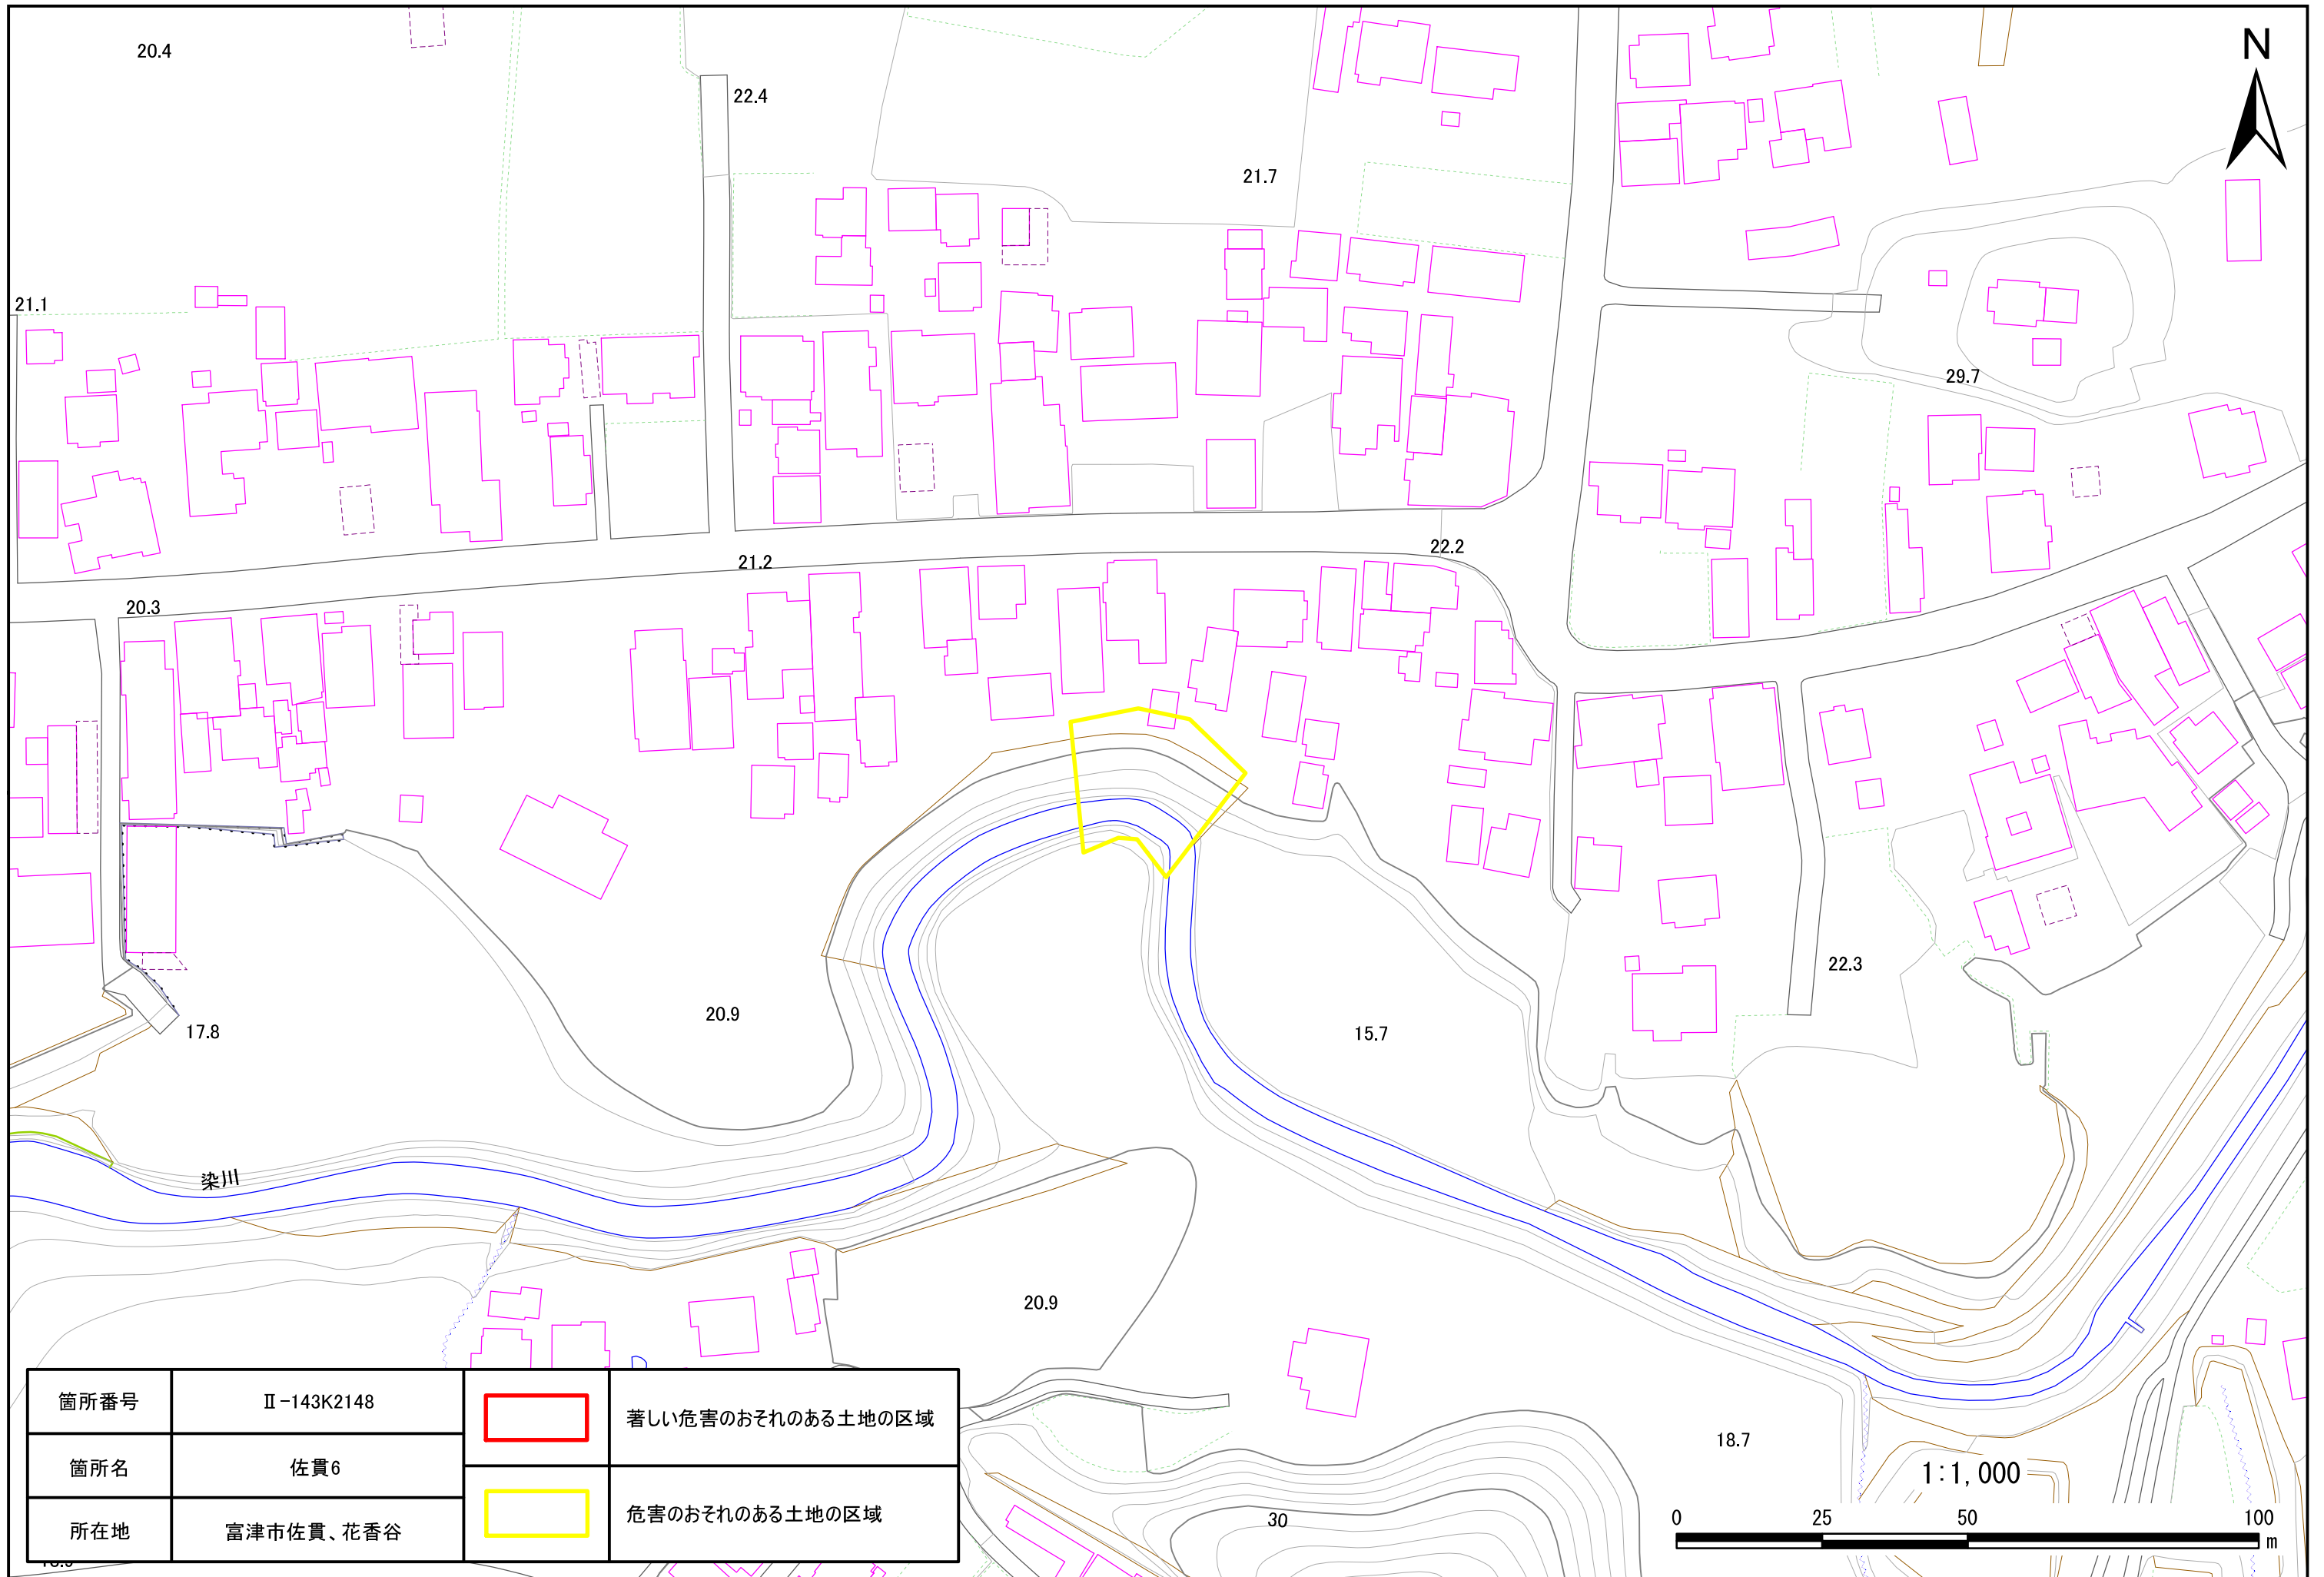 20.4
N
22.4
21.7
21.1
29.7
22.2
21.2
20.3
22.3
20.9
17.8
15.7
染川
20.9
18.7
30
箇所番号 Ⅱ-143K2148
箇所名 佐貫6
所在地 富津市佐貫、花香谷
著しい危害のおそれのある土地の区域
危害のおそれのある土地の区域
1:1,000
0 25 50 100
m